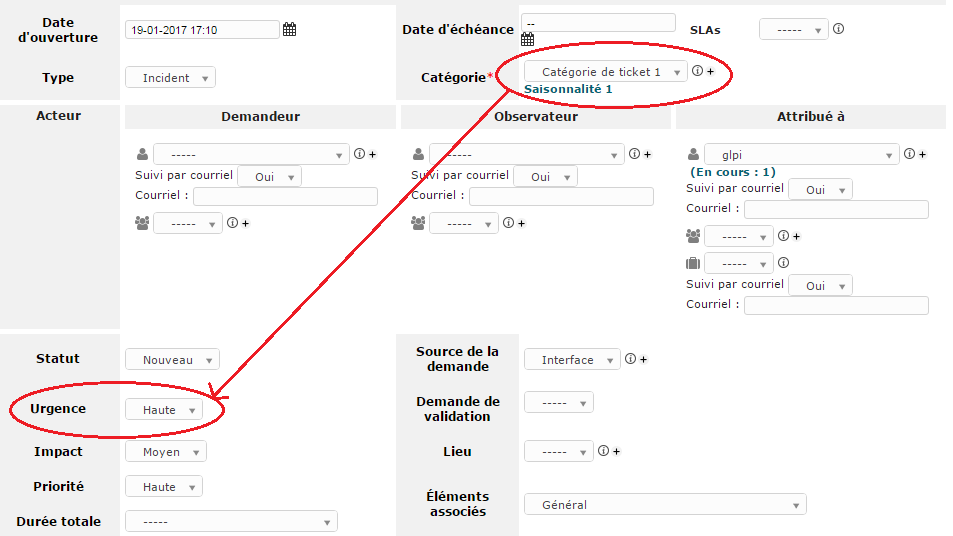 Date d'ouverture
19-01-2017 17:10
Date d'échéance
--
SLAs
-----
Type
Incident
Catégorie*
Catégorie de ticket 1
Saisonnalité 1
Acteur
Demandeur
Observateur
Attribué à
-----
Suivi par courriel Oui
Courriel :
-----
-----
Suivi par courriel Oui
Courriel :
-----
glpi
(En cours : 1)
Suivi par courriel Oui
Courriel :
-----
-----
Suivi par courriel Oui
Courriel :
Statut
Nouveau
Source de la demande
Interface
Urgence
Haute
Demande de validation
-----
Impact
Moyen
Lieu
-----
Priorité
Haute
Éléments associés
Général
Durée totale
-----